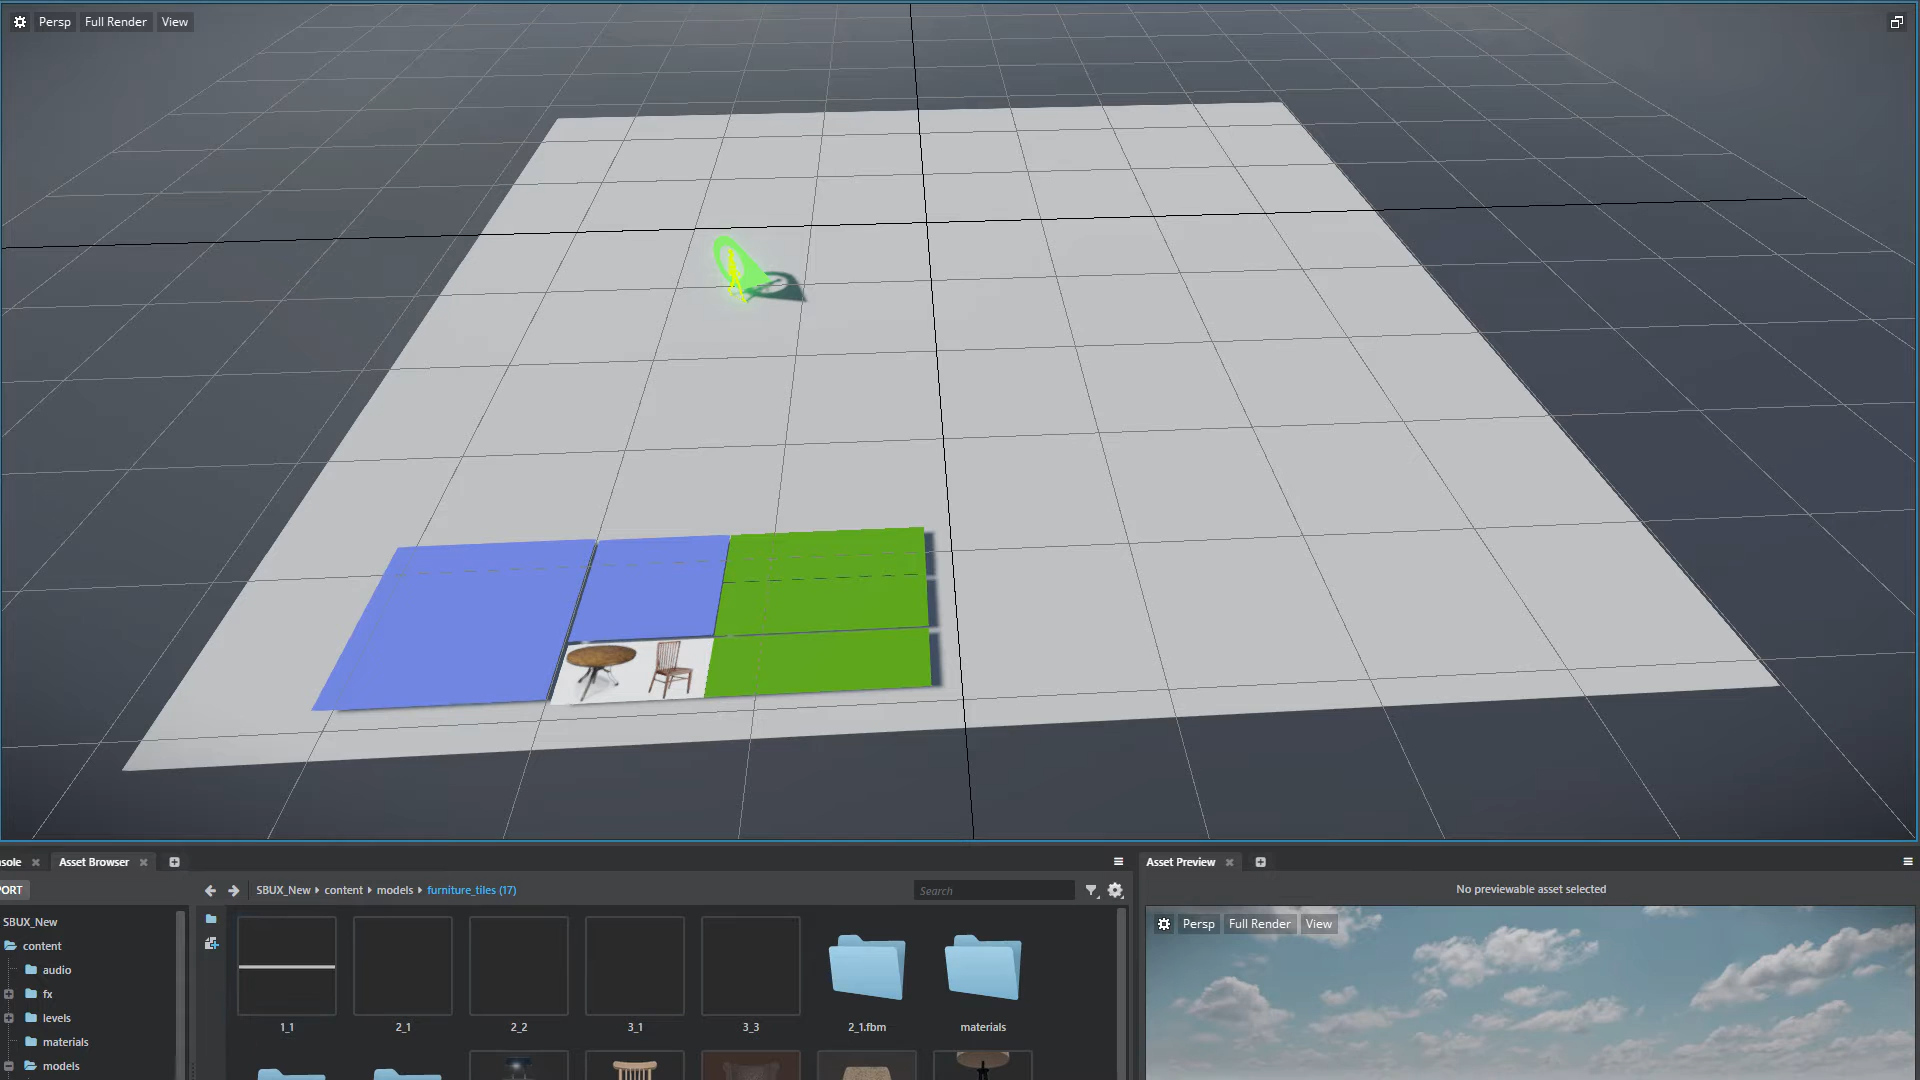 Persp Full Render View
sole Asset Browser
Asset Preview
PORT
SBUX_New content models furniture_tiles (17)
Search
No previewable asset selected
SBUX_New
content
audio
fx
levels
materials
models
1_1 2_1 2_2 3_1 3_3 2_1.fbm materials
Persp Full Render View